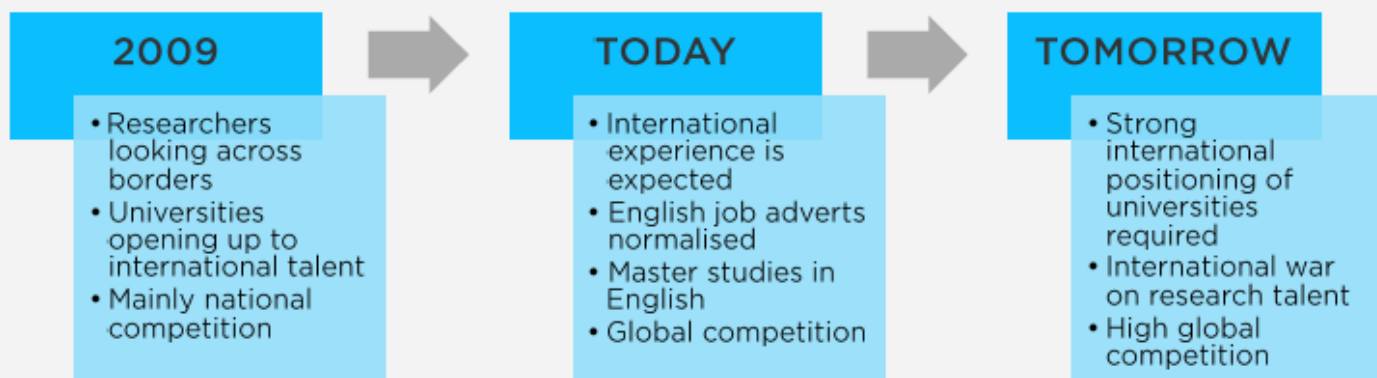 2009
• Researchers
looking across
borders
• Universities
opening up to
international talent
• Mainly national
competition
TODAY
• International
experience is
expected
• English job adverts
normalised
• Master studies in
English
• Global competition
TOMORROW
• Strong
international
positioning of
universities
required
• International war
on research talent
• High global
competition